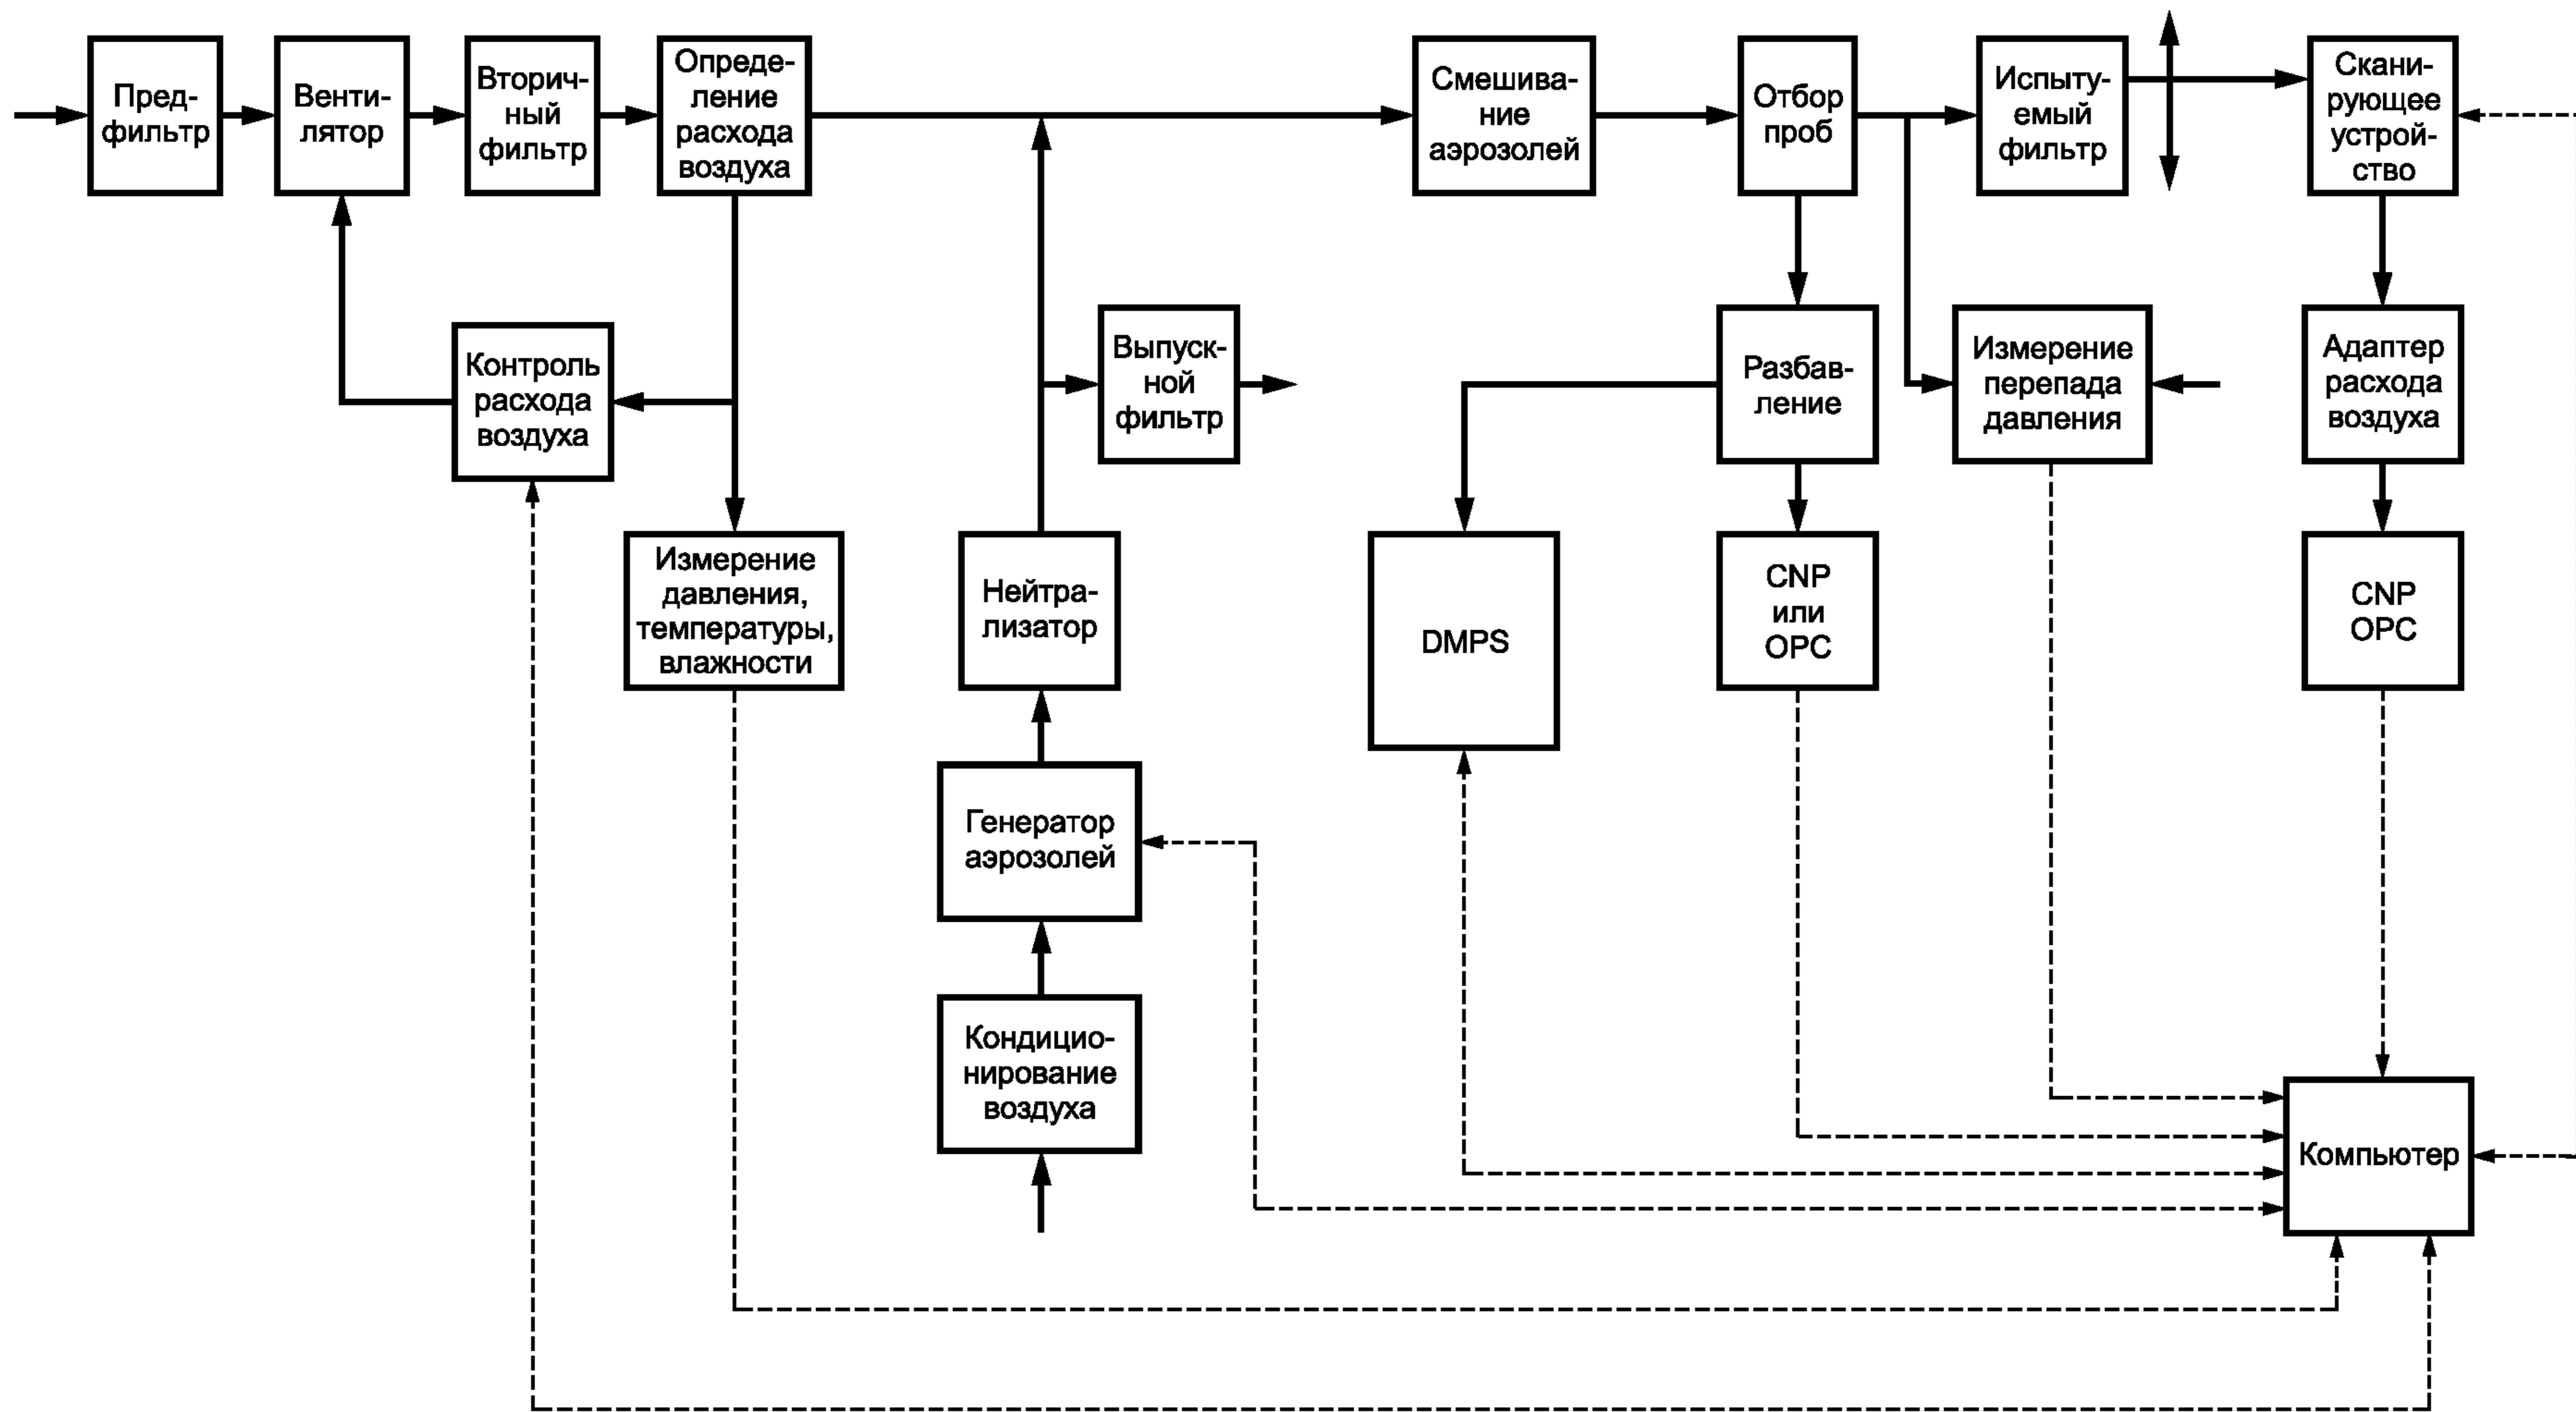 Пред-
фильтр
Венти-
лятор
Вторич-
ный
фильтр
Опреде-
ление
расхода
воздуха
Смешива-
ние
аэрозолей
Отбор
проб
Испыту-
емый
фильтр
Скани-
рующее
устрой-
ство
Контроль
расхода
воздуха
Выпуск-
ной
фильтр
Разбав-
ление
Измерение
перепада
давления
Адаптер
расхода
воздуха
Измерение
давления,
температуры,
влажности
Нейтра-
лизатор
DMPS
CNP
или
OPC
CNP
OPC
Генератор
аэрозолей
Кондицио-
нирование
воздуха
Компьютер